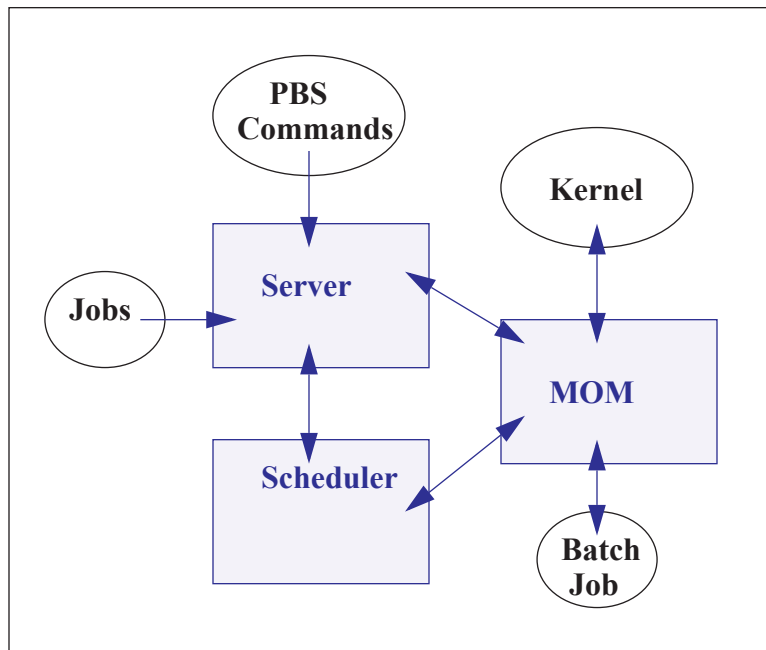 PBS
Commands
Kernel
Server
Jobs
MOM
Scheduler
Batch
Job